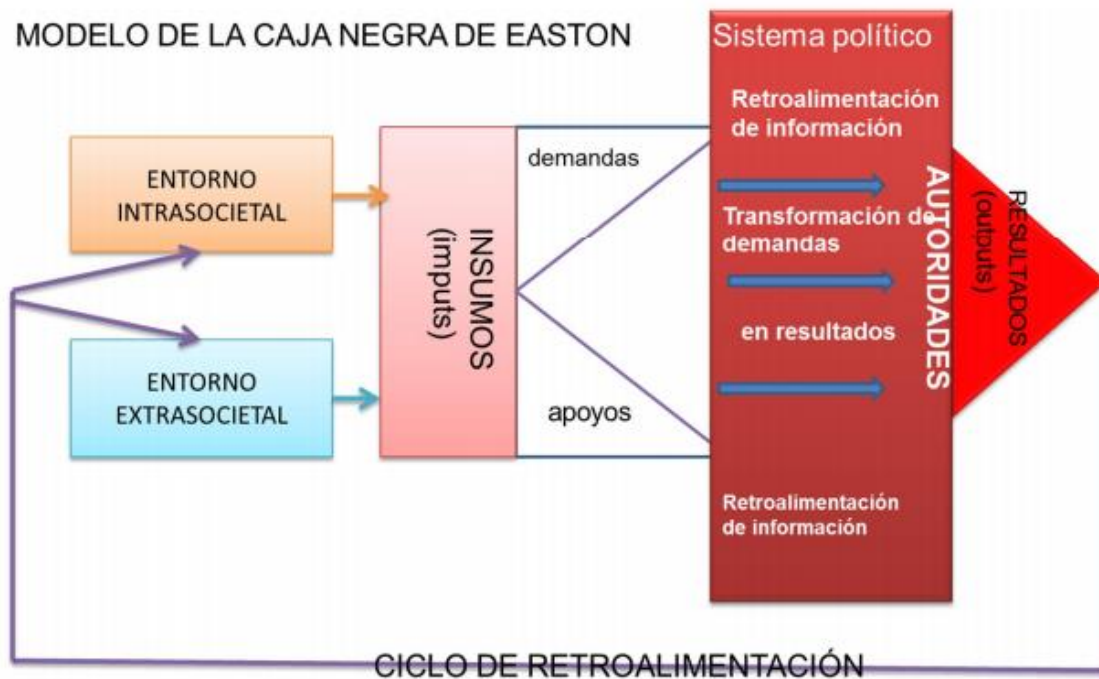 MODELO DE LA CAJA NEGRA DE EASTON
Sistema político
ENTORNO
INTRASOCIETAL
ENTORNO
EXTRASOCIETAL
INSUMOS
(imputs)
demandas
apoyos
Retroalimentación
de información
Transformación de
demandas
en resultados
Retroalimentación
de información
AUTORIDADES
RESULTADOS
(outputs)
CICLO DE RETROALIMENTACIÓN